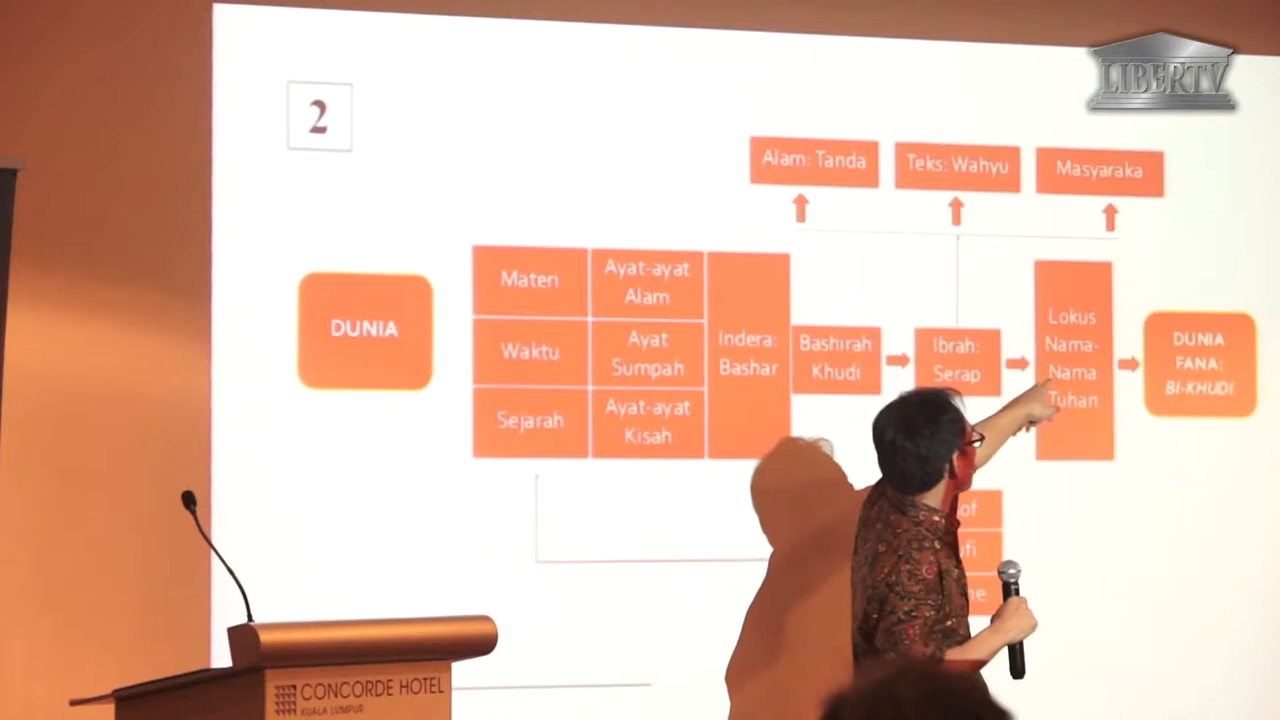 LIBERTV
2
Alam: Tanda
Teks: Wahyu
Masyaraka
DUNIA
Materi
Ayat-ayat
Alam
Waktu
Ayat
Sumpah
Sejarah
Ayat-ayat
Kisah
Indera:
Bashar
Bashirah
Khudi
Ibrah:
Serap
Lokus
Nama-
Nama
Tuhan
DUNIA
FANA:
BI-KHUDI
CONCORDE HOTEL
KUALA LUMPUR